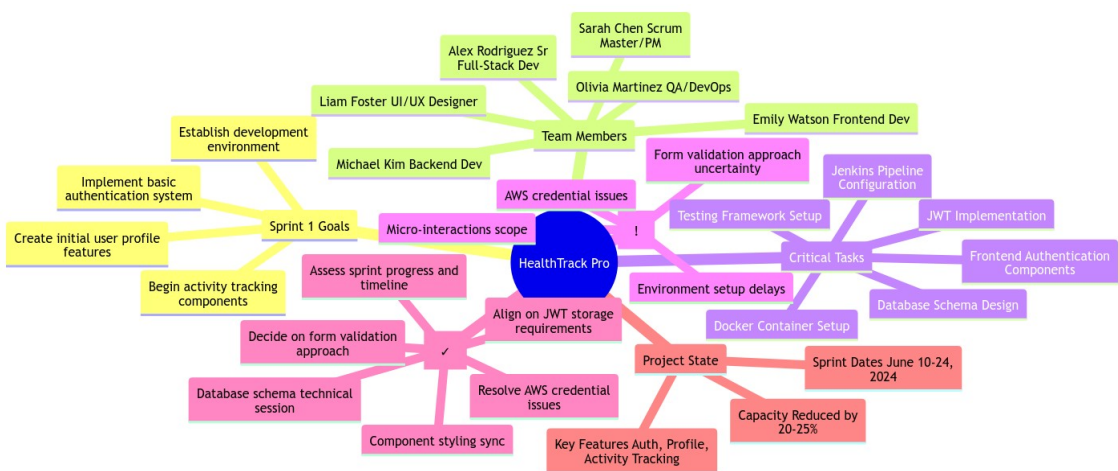 Sarah Chen Scrum
Master/PM
Alex Rodriguez Sr
Full-Stack Dev
Olivia Martinez QA/DevOps
Liam Foster UI/UX Designer
Emily Watson Frontend Dev
Michael Kim Backend Dev
Team Members
Establish development
environment
Implement basic
authentication system
Create initial user profile
features
Begin activity tracking
components
Sprint 1 Goals
Form validation approach
uncertainty
AWS credential issues
Micro-interactions scope
!
Environment setup delays
HealthTrack Pro
Jenkins Pipeline
Configuration
Testing Framework Setup
JWT Implementation
Critical Tasks
Frontend Authentication
Components
Database Schema Design
Docker Container Setup
Assess sprint progress and
timeline
Align on JWT storage
requirements
Decide on form validation
approach
✓
Database schema technical
session
Resolve AWS credential
issues
Component styling sync
Project State
Sprint Dates June 10-24,
2024
Capacity Reduced by
20-25%
Key Features Auth, Profile,
Activity Tracking